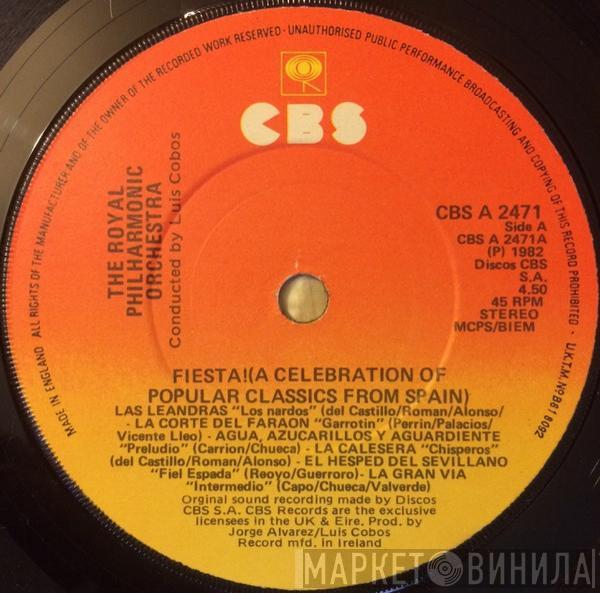 ALL RIGHTS OF THE MANUFACTURER AND OF THE OWNER OF THE RECORDED WORK RESERVED · UNAUTHORISED PUBLIC PERFORMANCE BROADCASTING AND COPYING OF THIS RECORD PROHIBITED · U.K.T.M. No 881 8092
MADE IN ENGLAND
CBS
THE ROYAL
PHILHARMONIC
ORCHESTRA
Conducted by Luis Cobos
CBS A 2471
Side A
CBS A 2471A
(P) 1982
Discos CBS
S.A.
4.50
45 RPM
STEREO
MCPS/BIEM
FIESTA!(A CELEBRATION OF
POPULAR CLASSICS FROM SPAIN)
LAS LEANDRAS "Los nardos" (del Castillo/Roman/Alonso/
- LA CORTE DEL FARAON "Garrotin" (Perrin/Palacios/
Vicente Lleo) - AGUA, AZUCARILLOS Y AGUARDIENTE
"Preludio" (Carrion/Chueca) - LA CALESERA "Chisperos"
(del Castillo/Roman/Alonso) - EL HESPED DEL SEVILLANO
"Fiel Espada" (Reoyo/Guerroro)- LA GRAN VIA
"Intermedio" (Capo/Chueca/Valverde)
Orginal sound recording made by Discos
CBS S.A. CBS Records are the exclusive
licensees in the UK & Eire. Prod. by
Jorge Alvarez/Luis Cobos
Record mfd. in Ireland
МАРКЕТ ВИНИЛА